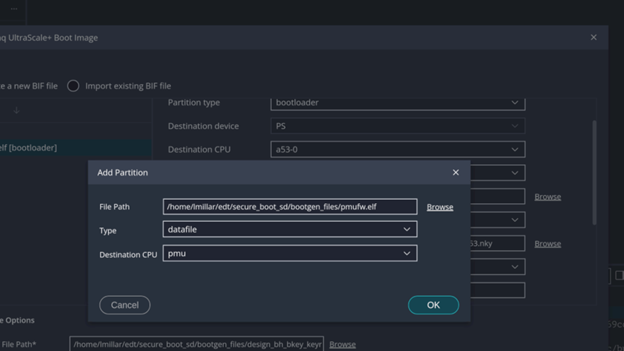 UltraScale+ Boot Image
a new BIF file Import existing BIF file
Partition type bootloader
Destination device PS
[bootloader]
Destination CPU a53-0
Add Partition
File Path /home/lmillar/edt/secure_boot_sd/bootgen_files/pmufw.elf Browse
Browse
Type datafile
Destination CPU pmu
.nky Browse
Cancel OK
Options
File Path* /home/lmillar/edt/secure_boot_sd/bootgen_files/design_bh_bkey_keyr Browse